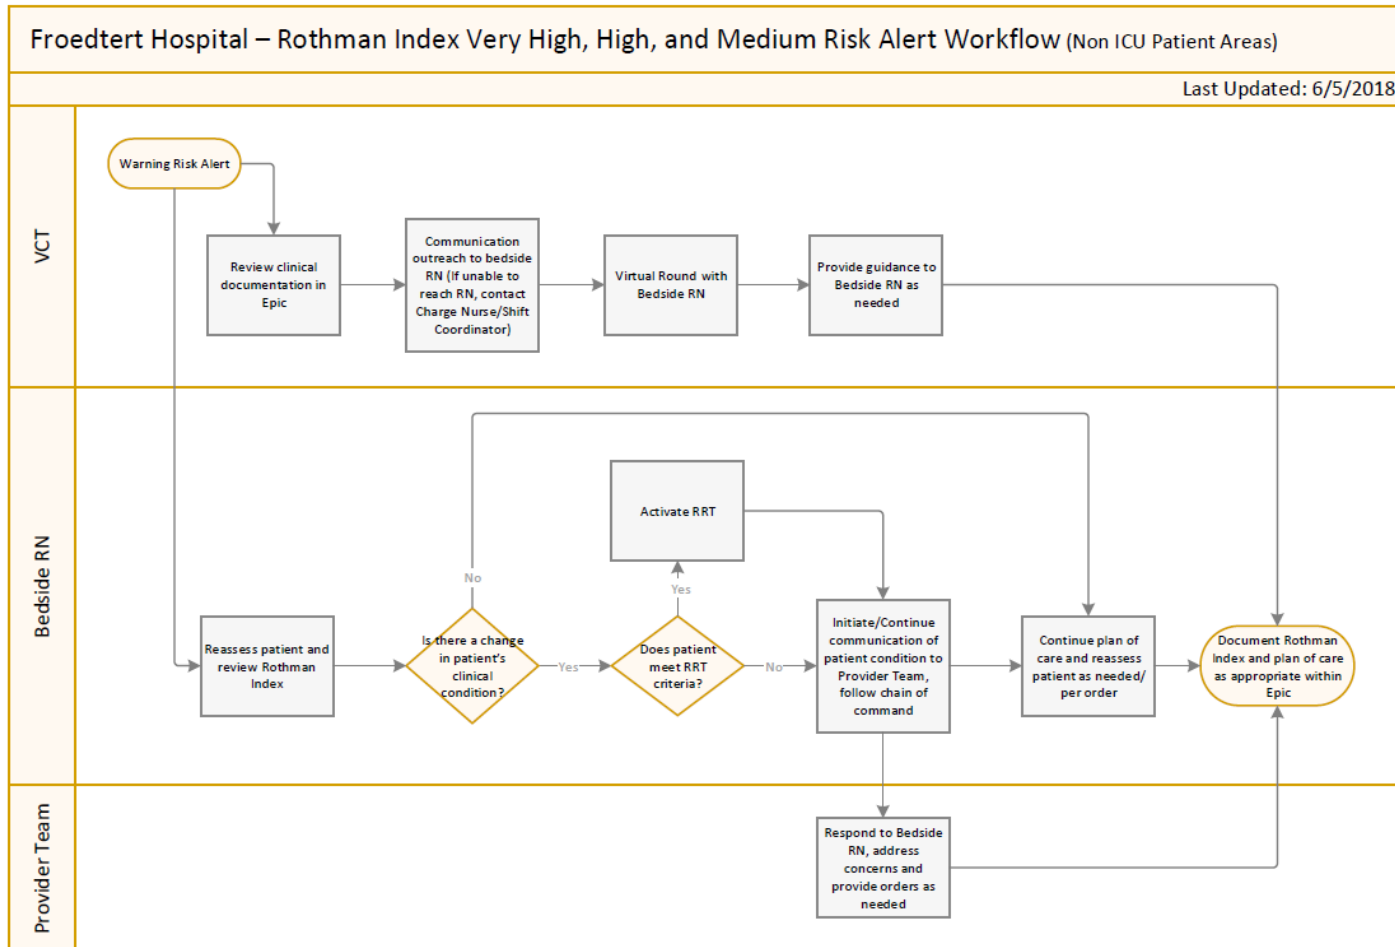 Froedtert Hospital – Rothman Index Very High, High, and Medium Risk Alert Workflow (Non ICU Patient Areas)
Last Updated: 6/5/2018
VCT
Warning Risk Alert
Review clinical
documentation in
Epic
Communication
outreach to bedside
RN (If unable to
reach RN, contact
Charge Nurse/Shift
Coordinator)
Virtual Round with
Bedside RN
Provide guidance to
Bedside RN as
needed
Bedside RN
Reassess patient and
review Rothman
Index
Is there a change
in patient's
clinical
condition?
No
Yes
Does patient
meet RRT
criteria?
Yes
No
Activate RRT
Initiate/Continue
communication of
patient condition to
Provider Team,
follow chain of
command
Continue plan of
care and reassess
patient as needed/
per order
Document Rothman
Index and plan of care
as appropriate within
Epic
Provider Team
Respond to Bedside
RN, address
concerns and
provide orders as
needed